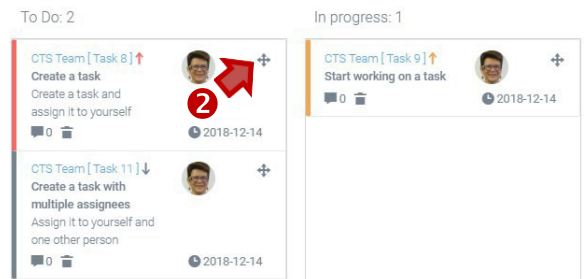 To Do: 2
CTS Team [ Task 8 ]
Create a task
Create a task and
assign it to yourself
0
2018-12-14
2
CTS Team [ Task 11 ]
Create a task with
multiple assignees
Assign it to yourself and
one other person
0
2018-12-14
In progress: 1
CTS Team [ Task 9 ]
Start working on a task
0
2018-12-14